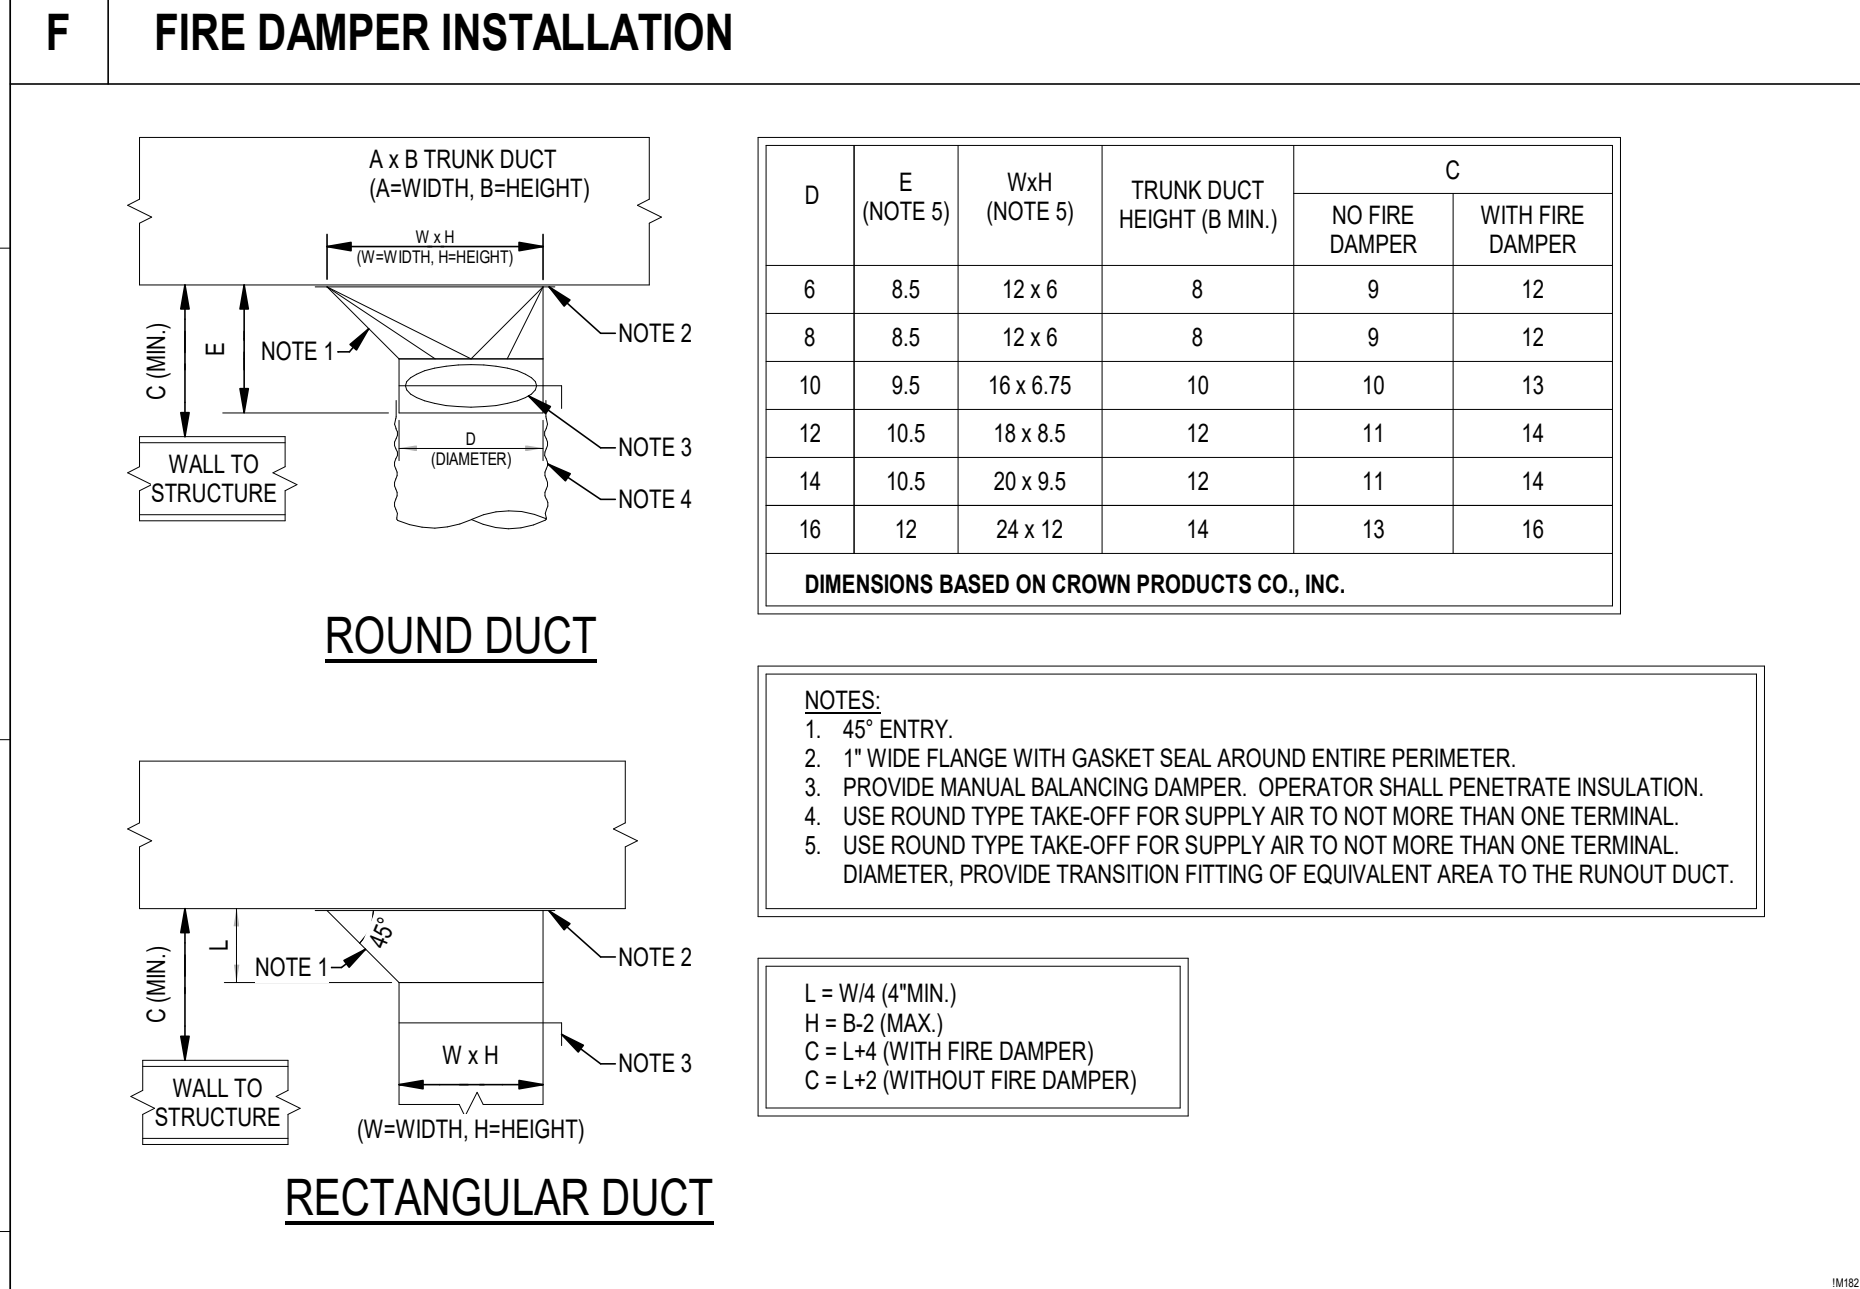 F FIRE DAMPER INSTALLATION
A x B TRUNK DUCT
(A=WIDTH, B=HEIGHT)
W x H
(W=WIDTH, H=HEIGHT)
C (MIN.)
E
NOTE 1
NOTE 2
D
(DIAMETER)
NOTE 3
NOTE 4
WALL TO
STRUCTURE
ROUND DUCT
D
E
(NOTE 5)
WxH
(NOTE 5)
TRUNK DUCT
HEIGHT (B MIN.)
C
NO FIRE
DAMPER
WITH FIRE
DAMPER
6 8.5 12 x 6 8 9 12
8 8.5 12 x 6 8 9 12
10 9.5 16 x 6.75 10 10 13
12 10.5 18 x 8.5 12 11 14
14 10.5 20 x 9.5 12 11 14
16 12 24 x 12 14 13 16
DIMENSIONS BASED ON CROWN PRODUCTS CO., INC.
NOTES:
1. 45° ENTRY.
2. 1" WIDE FLANGE WITH GASKET SEAL AROUND ENTIRE PERIMETER.
3. PROVIDE MANUAL BALANCING DAMPER. OPERATOR SHALL PENETRATE INSULATION.
4. USE ROUND TYPE TAKE-OFF FOR SUPPLY AIR TO NOT MORE THAN ONE TERMINAL.
5. USE ROUND TYPE TAKE-OFF FOR SUPPLY AIR TO NOT MORE THAN ONE TERMINAL.
DIAMETER, PROVIDE TRANSITION FITTING OF EQUIVALENT AREA TO THE RUNOUT DUCT.
C (MIN.)
L
45°
NOTE 1
NOTE 2
NOTE 3
W x H
(W=WIDTH, H=HEIGHT)
WALL TO
STRUCTURE
RECTANGULAR DUCT
L = W/4 (4"MIN.)
H = B-2 (MAX.)
C = L+4 (WITH FIRE DAMPER)
C = L+2 (WITHOUT FIRE DAMPER)
!M182